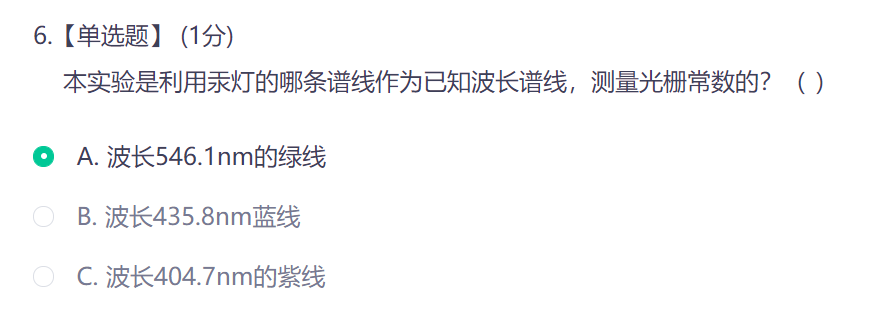 6.【单选题】 (1分)
本实验是利用汞灯的哪条谱线作为已知波长谱线，测量光栅常数的？（ ）
A. 波长546.1nm的绿线
B. 波长435.8nm蓝线
C. 波长404.7nm的紫线